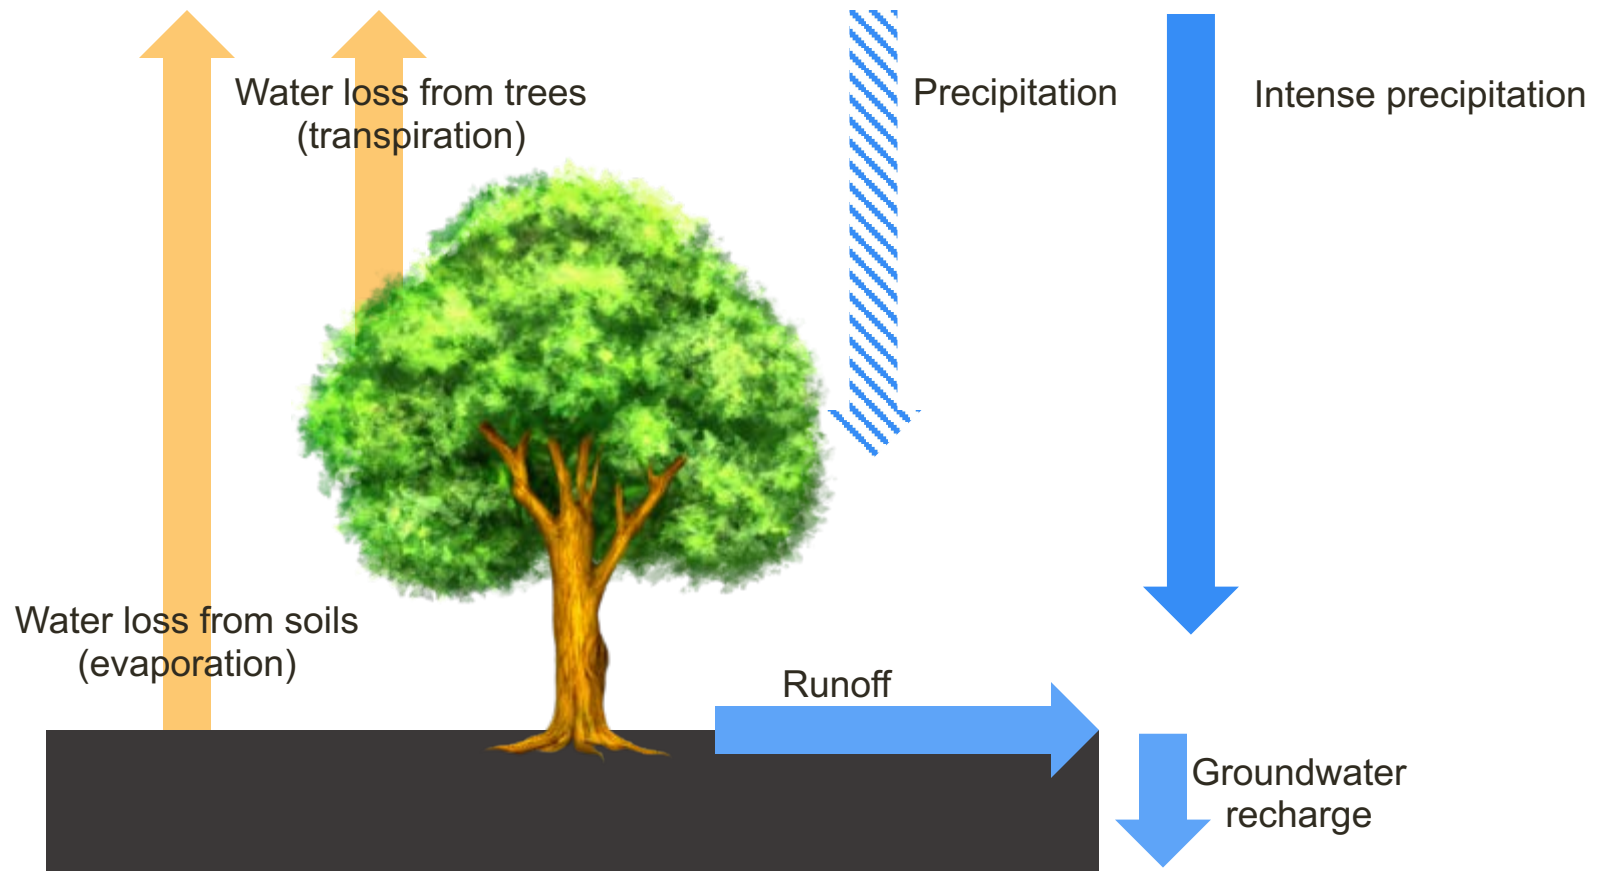 Water loss from trees
(transpiration)
Precipitation
Intense precipitation
Water loss from soils
(evaporation)
Runoff
Groundwater
recharge